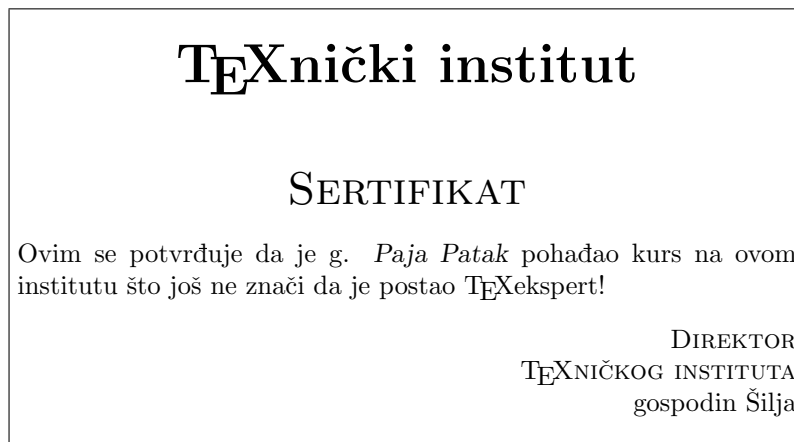 TEXnički institut
SERTIFIKAT
Ovim se potvrđuje da je g. Paja Patak pohađao kurs na ovom
institutu što još ne znači da je postao TEXekspert!
DIREKTOR
TEXNIČKOG INSTITUTA
gospodin Šilja